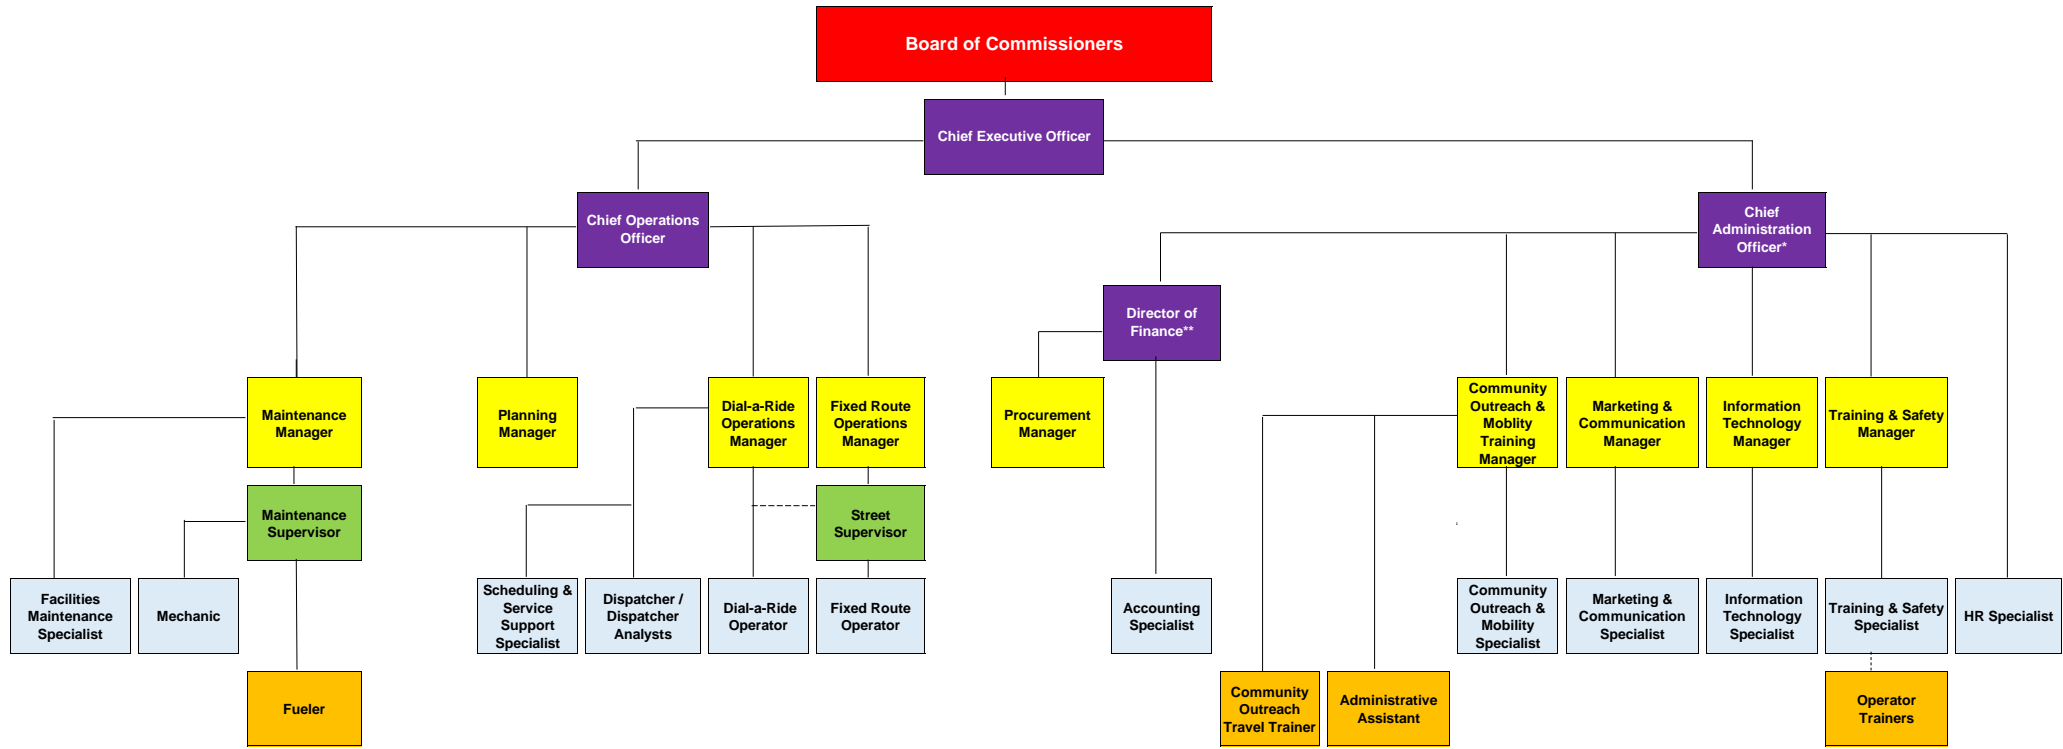 Board of Commissioners
Chief Executive Officer
Chief Operations
Officer
Chief
Administration
Officer*
Director of
Finance**
Maintenance
Manager
Planning
Manager
Dial-a-Ride
Operations
Manager
Fixed Route
Operations
Manager
Procurement
Manager
Community
Outreach &
Moblity
Training
Manager
Marketing &
Communication
Manager
Information
Technology
Manager
Training & Safety
Manager
Maintenance
Supervisor
Street
Supervisor
Facilities
Maintenance
Specialist
Mechanic
Scheduling &
Service
Support
Specialist
Dispatcher /
Dispatcher
Analysts
Dial-a-Ride
Operator
Fixed Route
Operator
Accounting
Specialist
Community
Outreach &
Mobility
Specialist
Marketing &
Communication
Specialist
Information
Technology
Specialist
Training & Safety
Specialist
HR Specialist
Fueler
Community
Outreach
Travel Trainer
Administrative
Assistant
Operator
Trainers